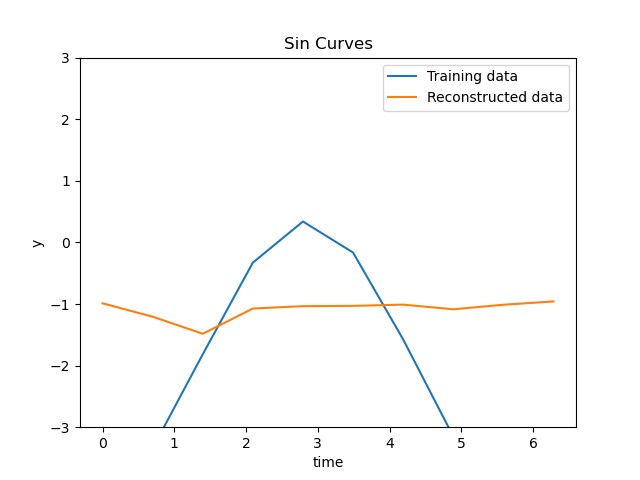 Sin Curves
Training data
Reconstructed data
3
2
1
0
−1
−2
−3
y
0 1 2 3 4 5 6
time